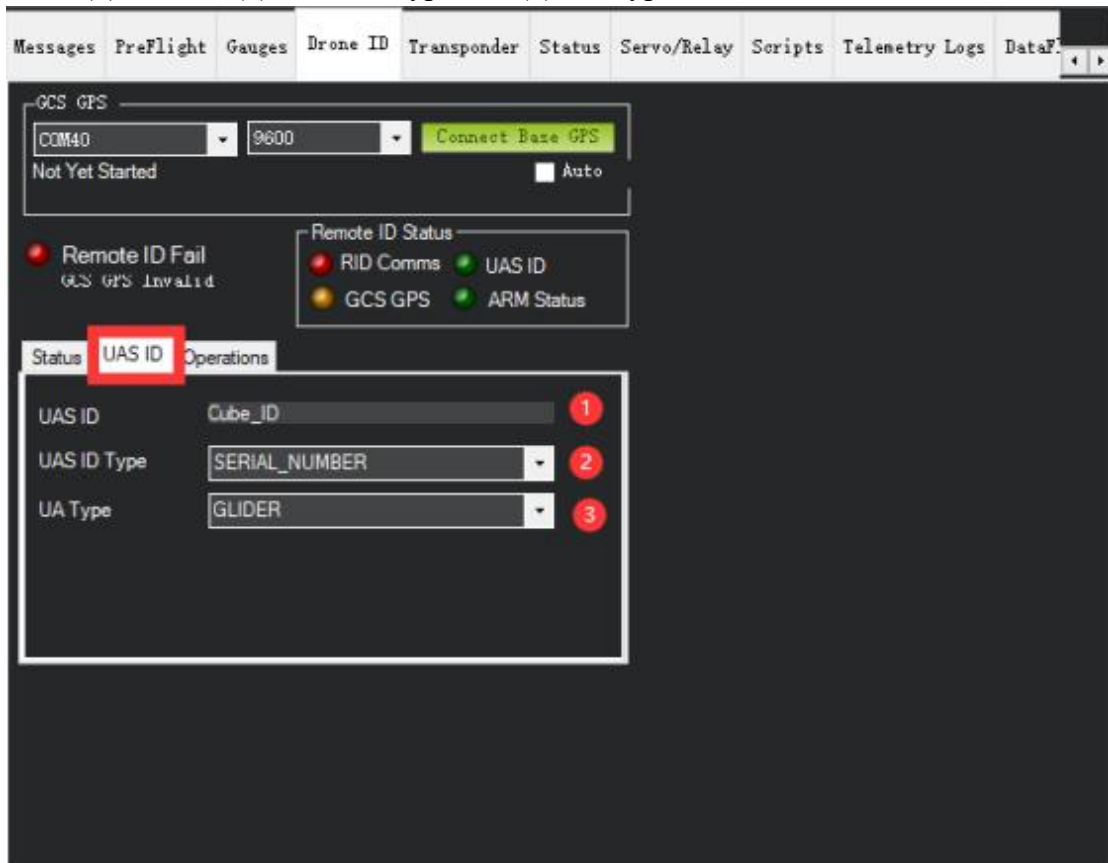 Messages PreFlight Gauges Drone ID Transponder Status Servo/Relay Scripts Telemetry Logs
GCS GPS
COM40 9600 Connect Base GPS
Not Yet Started Auto
Remote ID Status
Remote ID Fail RID Comms UAS ID
GCS GPS Invalid
GCS GPS ARM Status
Status UAS ID Operations
UAS ID Cube_ID 1
UAS ID Type SERIAL_NUMBER 2
UA Type GLIDER 3